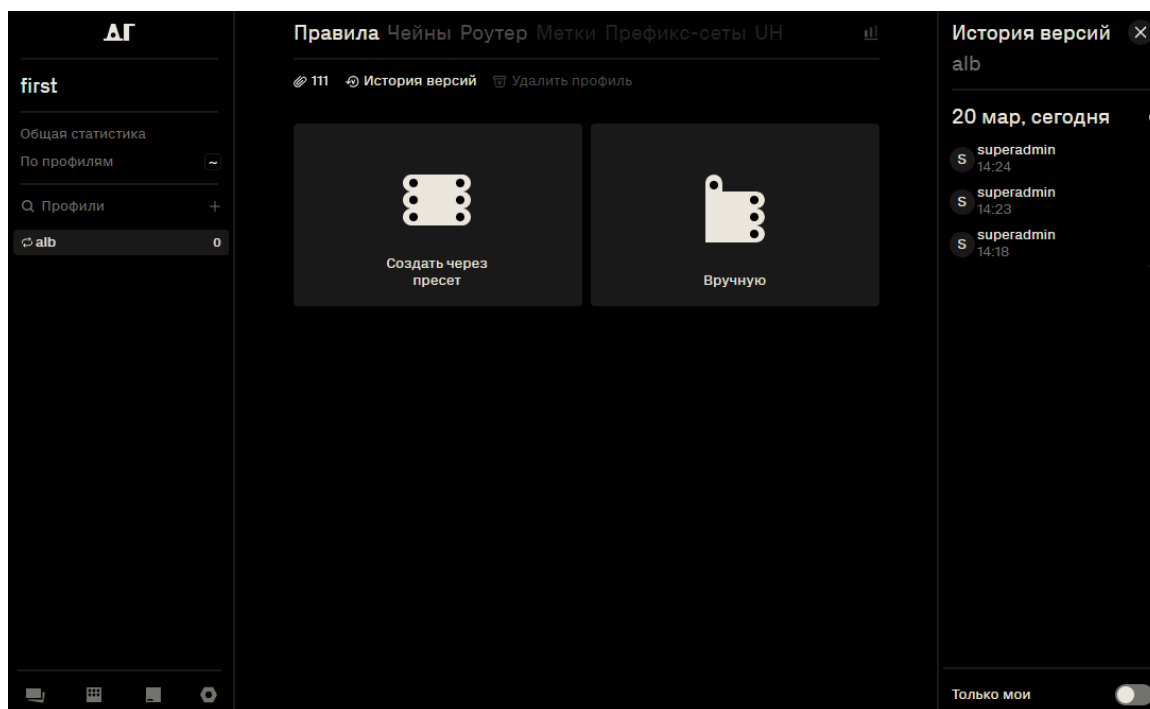 ДГ
first
Общая статистика
По профилям ~
Профили +
alb 0
Правила Чейны Роутер Метки Префикс-сеты UH
111 История версий Удалить профиль
Создать через
пресет
Вручную
История версий
alb
20 мар, сегодня
S superadmin
14:24
S superadmin
14:23
S superadmin
14:18
Только мои